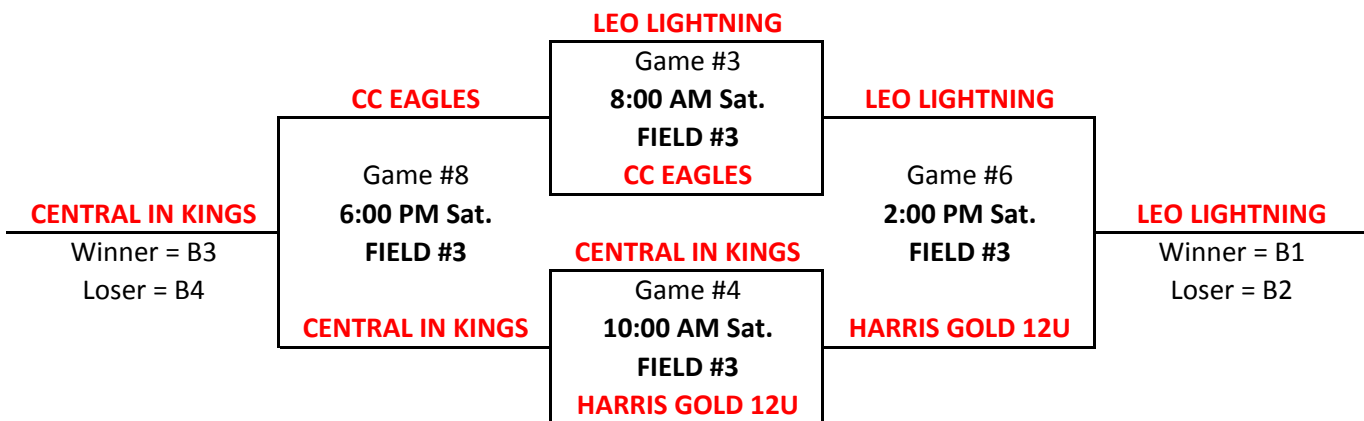 LEO LIGHTNING
Game #3
CC EAGLES
8:00 AM Sat.
LEO LIGHTNING
FIELD #3
Game #8
CC EAGLES
Game #6
CENTRAL IN KINGS
6:00 PM Sat.
2:00 PM Sat.
LEO LIGHTNING
Winner = B3
FIELD #3
CENTRAL IN KINGS
FIELD #3
Winner = B1
Loser = B4
Game #4
Loser = B2
CENTRAL IN KINGS
10:00 AM Sat.
HARRIS GOLD 12U
FIELD #3
HARRIS GOLD 12U